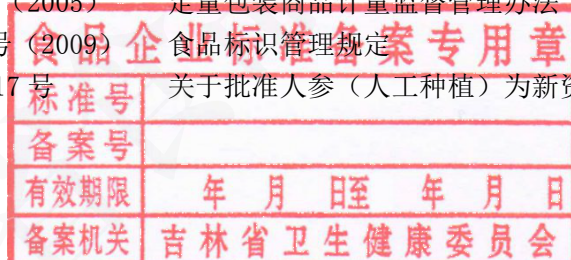 (2005) 定量包装商品计量监督管理办法
号(2009) 食品标识管理规定
食品企业标准备案专用章
17号 关于批准人参（人工种植）为新资
标准号
备案号
有效期限 年 月 日至 年 月 日
备案机关 吉林省卫生健康委员会